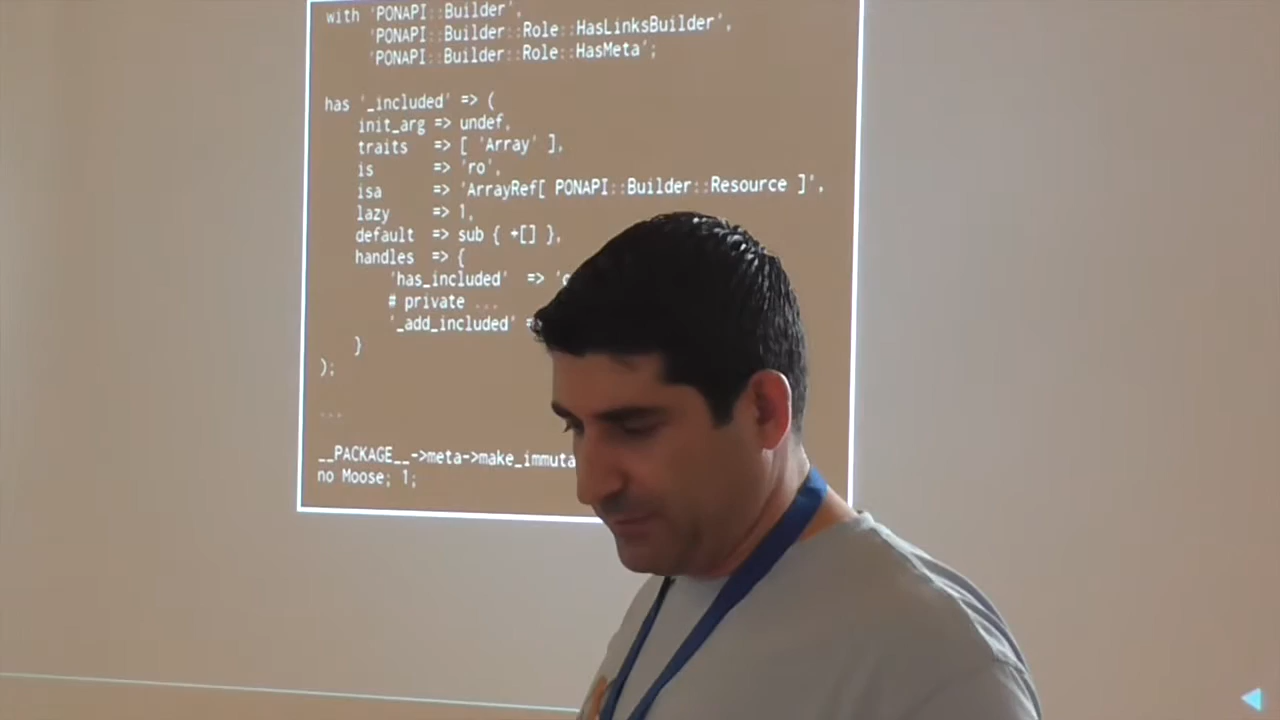 with 'PONAPI::Builder',
'PONAPI::Builder::Role::HasLinksBuilder',
'PONAPI::Builder::Role::HasMeta';
has '_included' => (
init_arg => undef,
traits => [ 'Array' ],
is => 'ro',
isa => 'ArrayRef[ PONAPI::Builder::Resource ]',
lazy => 1,
default => sub { +[] },
handles => {
'has_included' => '
# private ...
'_add_included'
}
);
...
__PACKAGE__->meta->make_immuta
no Moose; 1;